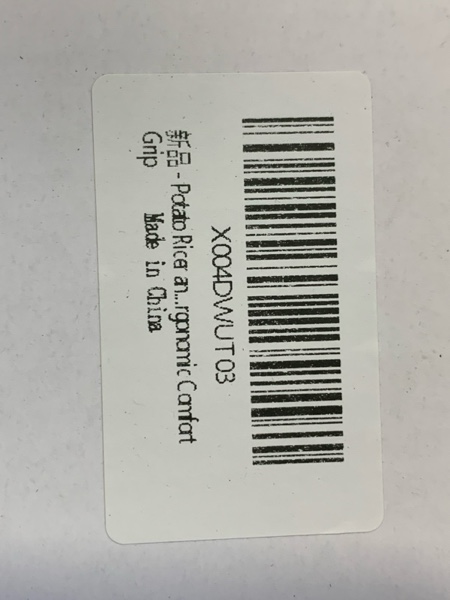 X004DWUT03
新品 - Potato Ricer an...rgonomic Comfort
Grip Made in China